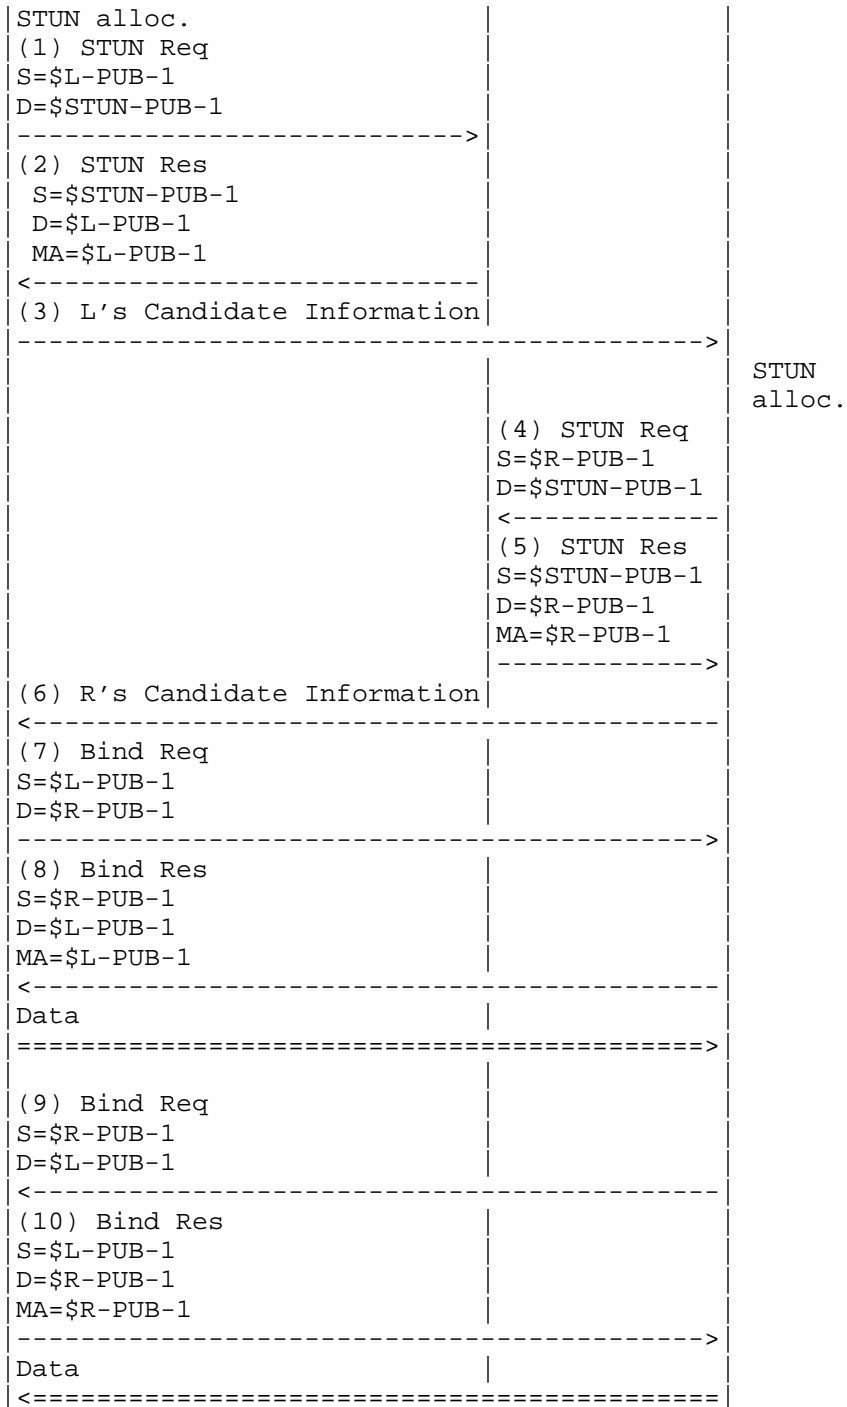 STUN alloc.
(1) STUN Req
S=$L-PUB-1
D=$STUN-PUB-1
(2) STUN Res
S=$STUN-PUB-1
D=$L-PUB-1
MA=$L-PUB-1
(3) L's Candidate Information
STUN
alloc.
(4) STUN Req
S=$R-PUB-1
D=$STUN-PUB-1
(5) STUN Res
S=$STUN-PUB-1
D=$R-PUB-1
MA=$R-PUB-1
(6) R's Candidate Information
(7) Bind Req
S=$L-PUB-1
D=$R-PUB-1
(8) Bind Res
S=$R-PUB-1
D=$L-PUB-1
MA=$L-PUB-1
Data
(9) Bind Req
S=$R-PUB-1
D=$L-PUB-1
(10) Bind Res
S=$L-PUB-1
D=$R-PUB-1
MA=$R-PUB-1
Data